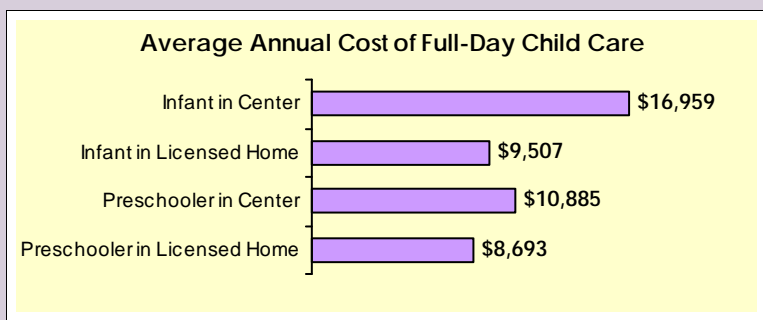 Average Annual Cost of Full-Day Child Care
Infant in Center $16,959
Infant in Licensed Home $9,507
Preschooler in Center $10,885
Preschooler in Licensed Home $8,693